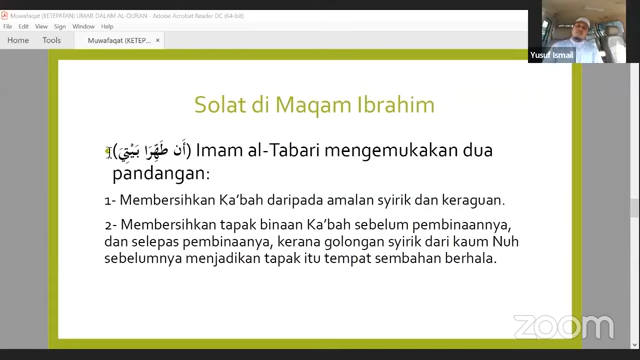 Muwafaqat (KETEPATAN) UMAR DALAM AL-QURAN - Adobe Acrobat Reader DC (64-bit)
File Edit View Sign Window Help
Home Tools Muwafaqat (KETEP... ×
Yusuf Ismail
Solat di Maqam Ibrahim
(أَن طَهِّرَا بَيْتِيَ) Imam al-Tabari mengemukakan dua
pandangan:
1- Membersihkan Ka'bah daripada amalan syirik dan keraguan.
2- Membersihkan tapak binaan Ka'bah sebelum pembinaannya,
dan selepas pembinaanya, kerana golongan syirik dari kaum Nuh
sebelumnya menjadikan tapak itu tempat sembahan berhala.
zoom